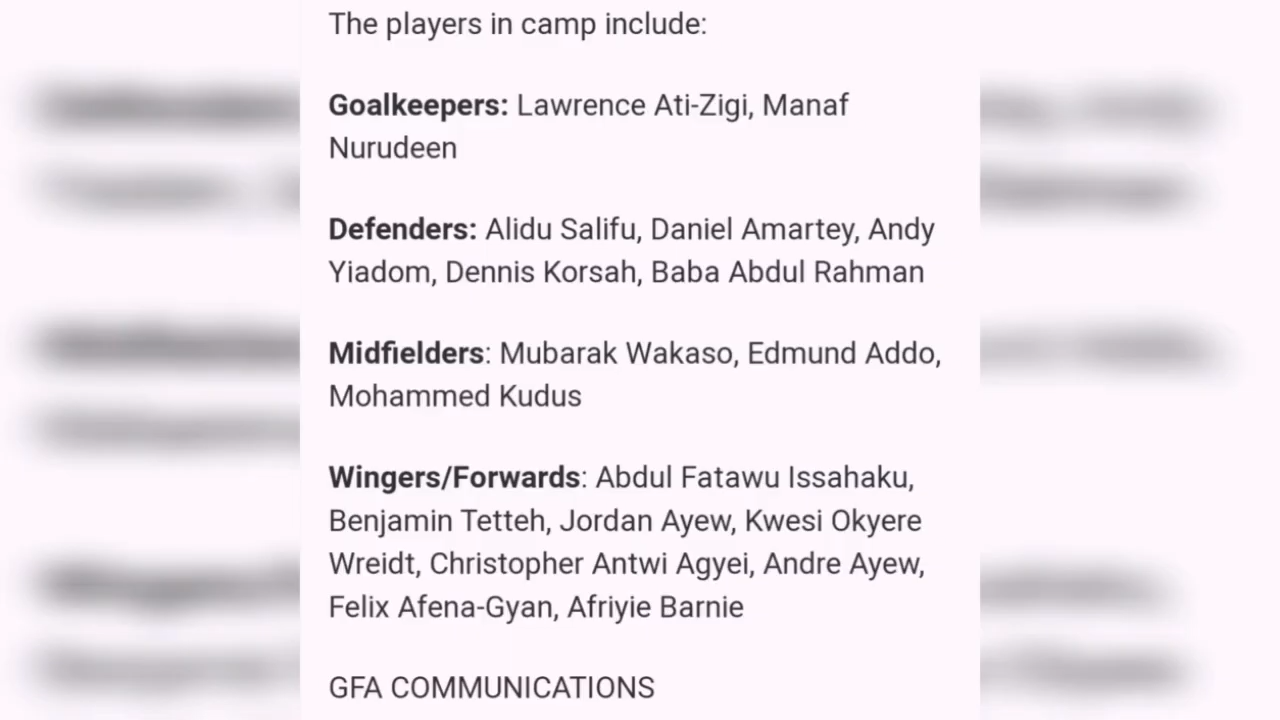 The players in camp include:
Goalkeepers: Lawrence Ati-Zigi, Manaf
Nurudeen
Defenders: Alidu Salifu, Daniel Amartey, Andy
Yiadom, Dennis Korsah, Baba Abdul Rahman
Midfielders: Mubarak Wakaso, Edmund Addo,
Mohammed Kudus
Wingers/Forwards: Abdul Fatawu Issahaku,
Benjamin Tetteh, Jordan Ayew, Kwesi Okyere
Wreidt, Christopher Antwi Agyei, Andre Ayew,
Felix Afena-Gyan, Afriyie Barnie
GFA COMMUNICATIONS